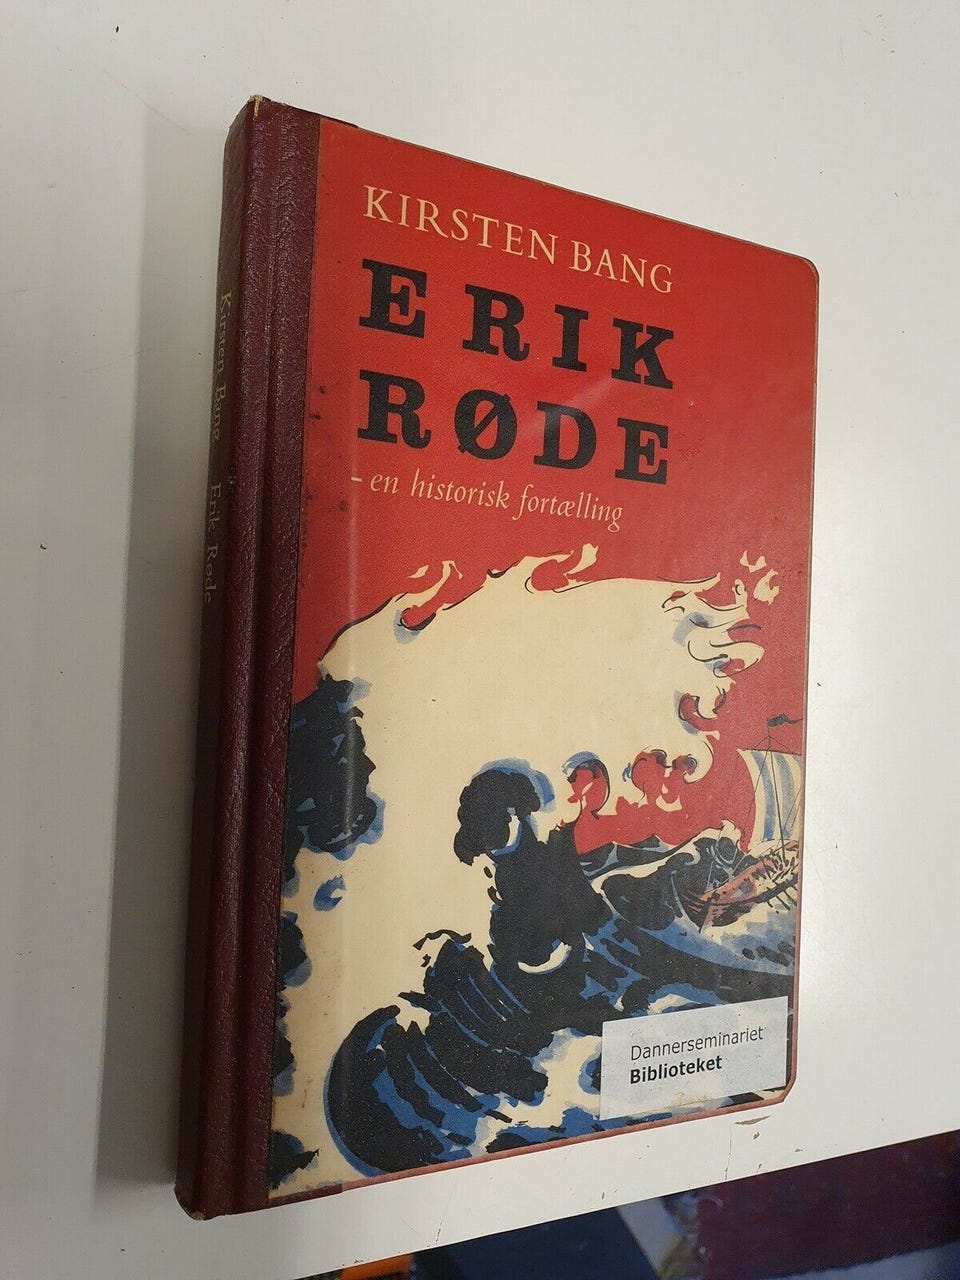 KIRSTEN BANG
ERIK
RØDE
- en historisk fortælling
Dannerseminariet
Biblioteket
Kirsten Bang Erik Røde